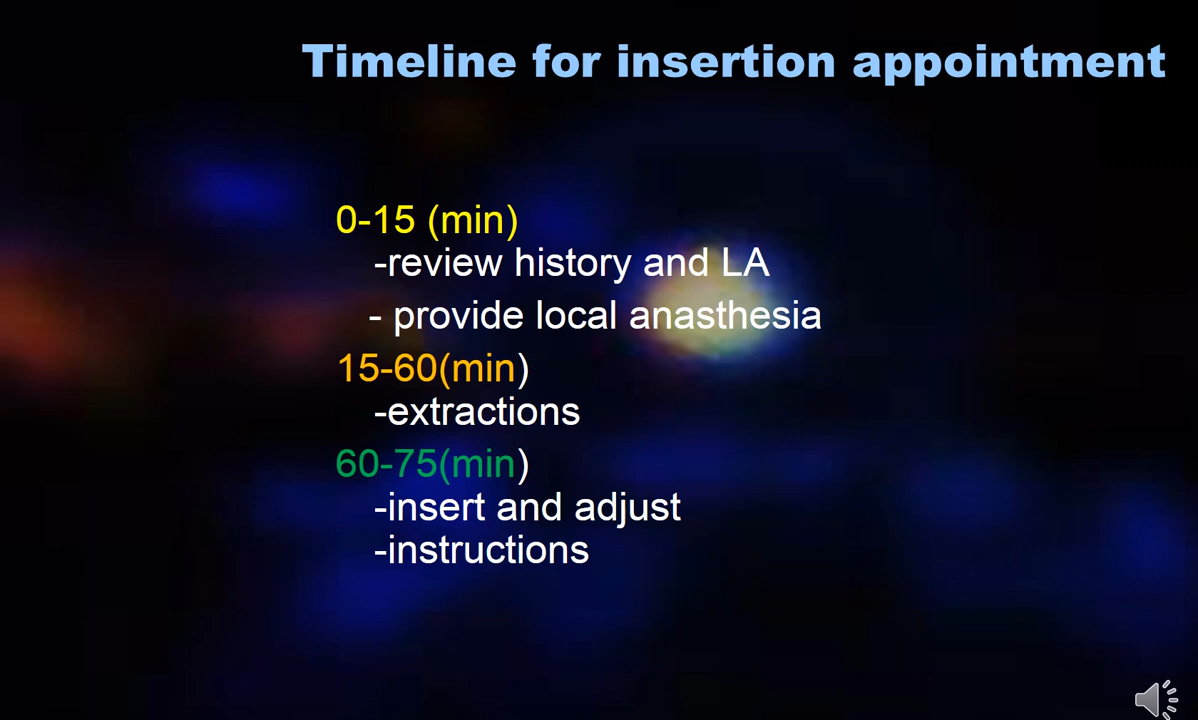 Timeline for insertion appointment
0-15 (min)
-review history and LA
- provide local anasthesia
15-60(min)
-extractions
60-75(min)
-insert and adjust
-instructions